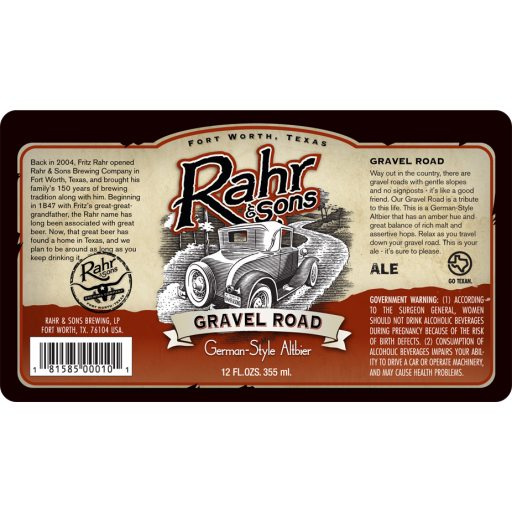 FORT WORTH, TEXAS
Rahr
& Sons
GRAVEL ROAD
German-Style Altbier
12 FL.OZS. 355 ml.
Back in 2004, Fritz Rahr opened
Rahr & Sons Brewing Company in
Fort Worth, Texas, and brought his
family's 150 years of brewing
tradition along with him. Beginning
in 1847 with Fritz's great-great-
grandfather, the Rahr name has
long been associated with great
beer. Now, that great beer has
found a home in Texas, and we
plan to be around as long as you
keep drinking it.
Rahr
& Sons
FORT WORTH, TEXAS
RAHR & SONS BREWING, LP
FORT WORTH, TX. 76104 USA.
1 81585 00010 1
GRAVEL ROAD
Way out in the country, there are
gravel roads with gentle slopes
and no signposts - it's like a good
friend. Our Gravel Road is a tribute
to this life. This is a German-Style
Altbier that has an amber hue and
great balance of rich malt and
assertive hops. Relax as you travel
down your gravel road. This is your
ale - it's sure to please.
ALE
GO TEXAN.
GOVERNMENT WARNING: (1) ACCORDING
TO THE SURGEON GENERAL, WOMEN
SHOULD NOT DRINK ALCOHOLIC BEVERAGES
DURING PREGNANCY BECAUSE OF THE RISK
OF BIRTH DEFECTS. (2) CONSUMPTION OF
ALCOHOLIC BEVERAGES IMPAIRS YOUR ABIL-
ITY TO DRIVE A CAR OR OPERATE MACHINERY,
AND MAY CAUSE HEALTH PROBLEMS.